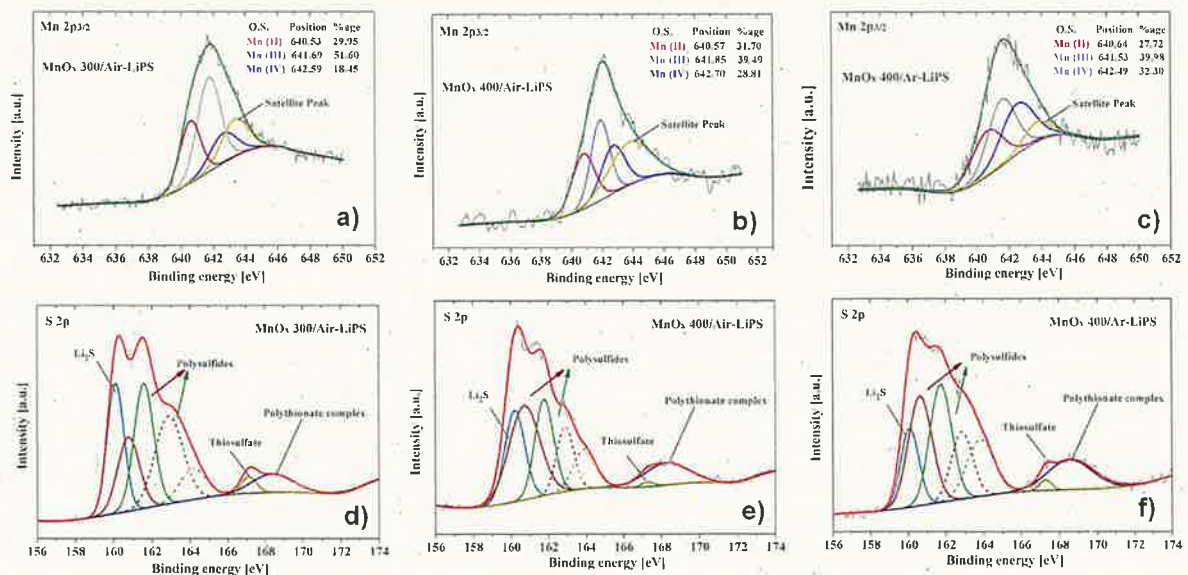 Mn 2p3/2
O.S. Position %age
Mn (II) 640.53 29.95
Mn (III) 641.69 51.60
Mn (IV) 642.59 18.45
MnOx 300/Air-LiPS
Satellite Peak
a)
Intensity [a.u.]
632 634 636 638 640 642 644 646 648 650 652
Binding energy [eV]
Mn 2p3/2
O.S. Position %age
Mn (II) 640.57 31.70
Mn (III) 641.85 39.49
Mn (IV) 642.70 28.81
MnOx 400/Air-LiPS
Satellite Peak
b)
Intensity [a.u.]
632 634 636 638 640 642 644 646 648 650 652
Binding energy [eV]
Mn 2p3/2
O.S. Position %age
Mn (II) 640.64 27.72
Mn (III) 641.53 39.98
Mn (IV) 642.49 32.30
MnOx 400/Ar-LiPS
Satellite Peak
c)
Intensity [a.u.]
632 634 636 638 640 642 644 646 648 650 652
Binding energy [eV]
S 2p
MnOx 300/Air-LiPS
Li2S
Polysulfides
Polythionate complex
Thiosulfate
d)
Intensity [a.u.]
156 158 160 162 164 166 168 170 172 174
Binding energy [eV]
S 2p
MnOx 400/Air-LiPS
Polysulfides
Li2S
Polythionate complex
Thiosulfate
e)
Intensity [a.u.]
156 158 160 162 164 166 168 170 172 174
Binding energy [eV]
S 2p
MnOx 400/Ar-LiPS
Polysulfides
Li2S
Polythionate complex
Thiosulfate
f)
Intensity [a.u.]
156 158 160 162 164 166 168 170 172 174
Binding energy [eV]